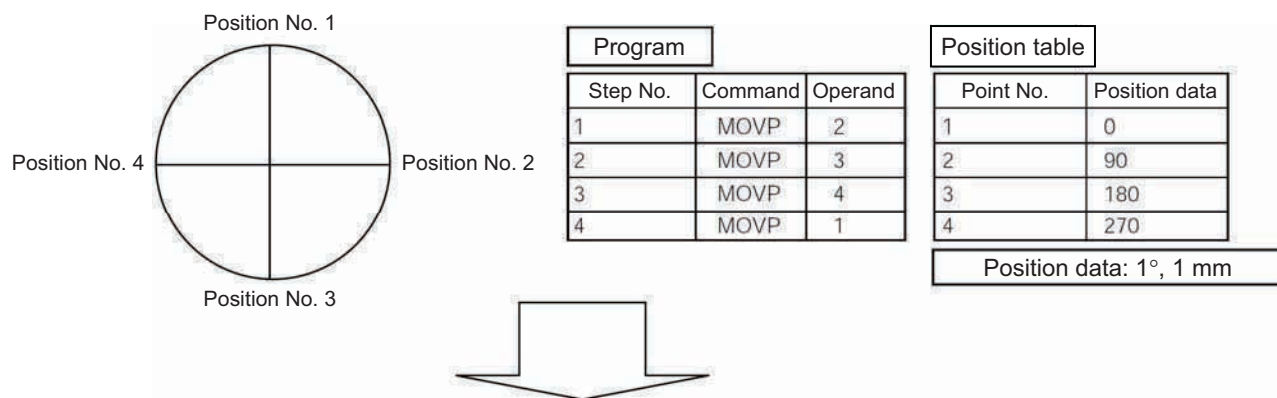 Position No. 1
Position No. 4
Position No. 2
Position No. 3
Program
Step No. Command Operand
1 MOVP 2
2 MOVP 3
3 MOVP 4
4 MOVP 1
Position table
Point No. Position data
1 0
2 90
3 180
4 270
Position data: 1°, 1 mm